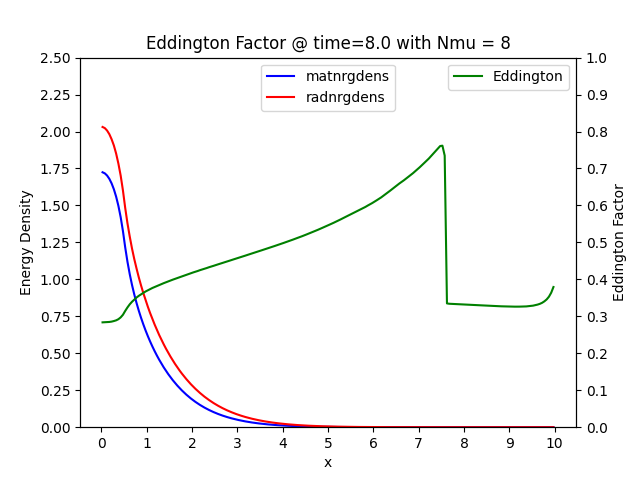 Eddington Factor @ time=8.0 with Nmu = 8
matnrgdens
radnrgdens
Eddington
2.50
2.25
2.00
1.75
1.50
1.25
1.00
0.75
0.50
0.25
0.00
Energy Density
1.0
0.9
0.8
0.7
0.6
0.5
0.4
0.3
0.2
0.1
0.0
Eddington Factor
0 1 2 3 4 5 6 7 8 9 10
x